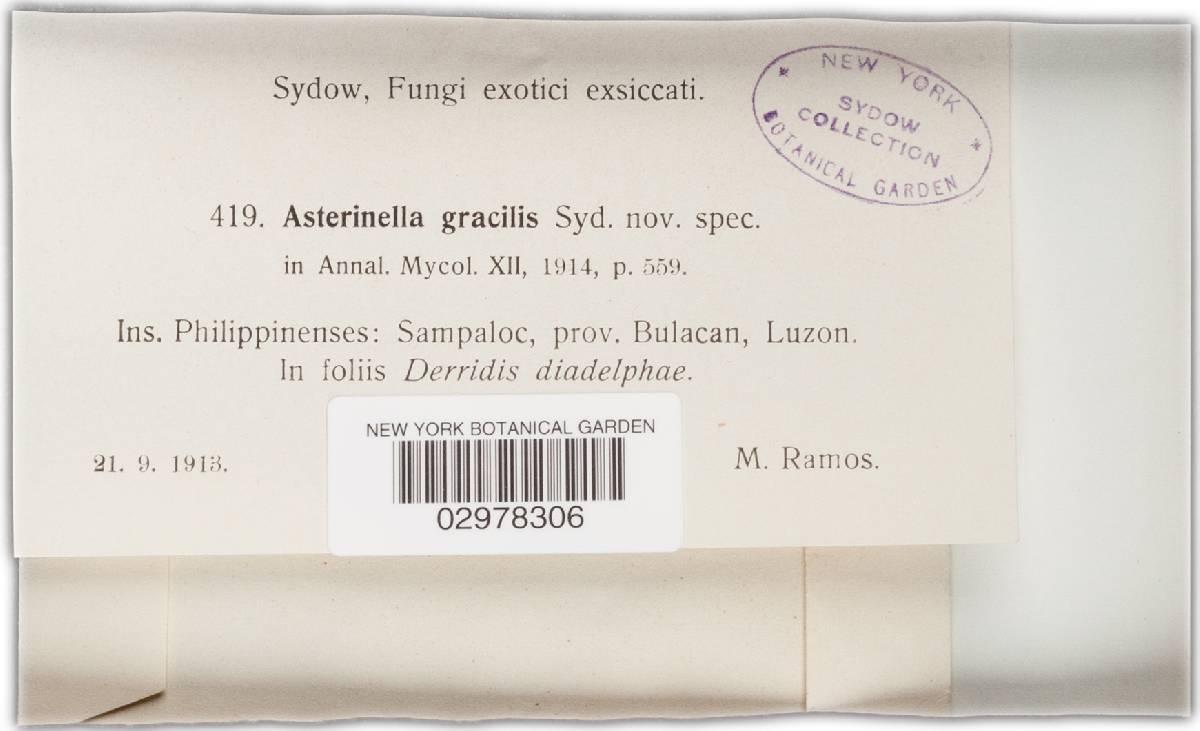 Sydow, Fungi exotici exsiccati.
NEW YORK
SYDOW
COLLECTION
BOTANICAL GARDEN
419. Asterinella gracilis Syd. nov. spec.
in Annal. Mycol. XII, 1914, p. 559.
Ins. Philippinenses: Sampaloc, prov. Bulacan, Luzon.
In foliis Derridis diadelphae.
21. 9. 1913.
M. Ramos.
NEW YORK BOTANICAL GARDEN
02978306